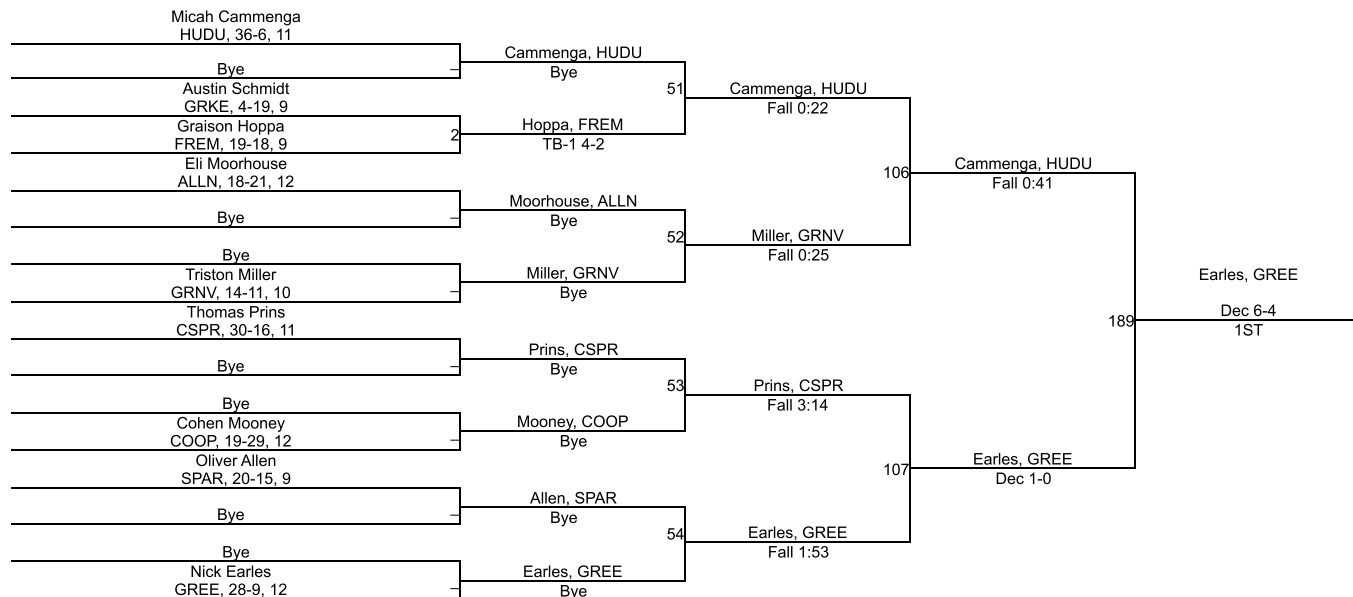 Micah Cammenga
HUDU, 36-6, 11
Bye
Austin Schmidt
GRKE, 4-19, 9
Graison Hoppa
FREM, 19-18, 9
2
Eli Moorhouse
ALLN, 18-21, 12
Bye
Bye
Triston Miller
GRNV, 14-11, 10
Thomas Prins
CSPR, 30-16, 11
Bye
Bye
Cohen Mooney
COOP, 19-29, 12
Oliver Allen
SPAR, 20-15, 9
Bye
Bye
Nick Earles
GREE, 28-9, 12
Cammenga, HUDU
Bye
51
Hoppa, FREM
TB-1 4-2
Moorhouse, ALLN
Bye
52
Miller, GRNV
Bye
Prins, CSPR
Bye
53
Mooney, COOP
Bye
Allen, SPAR
Bye
54
Earles, GREE
Bye
Cammenga, HUDU
Fall 0:22
106
Miller, GRNV
Fall 0:25
Prins, CSPR
Fall 3:14
107
Earles, GREE
Fall 1:53
Cammenga, HUDU
Fall 0:41
189
Earles, GREE
Dec 1-0
Earles, GREE
Dec 6-4
1ST